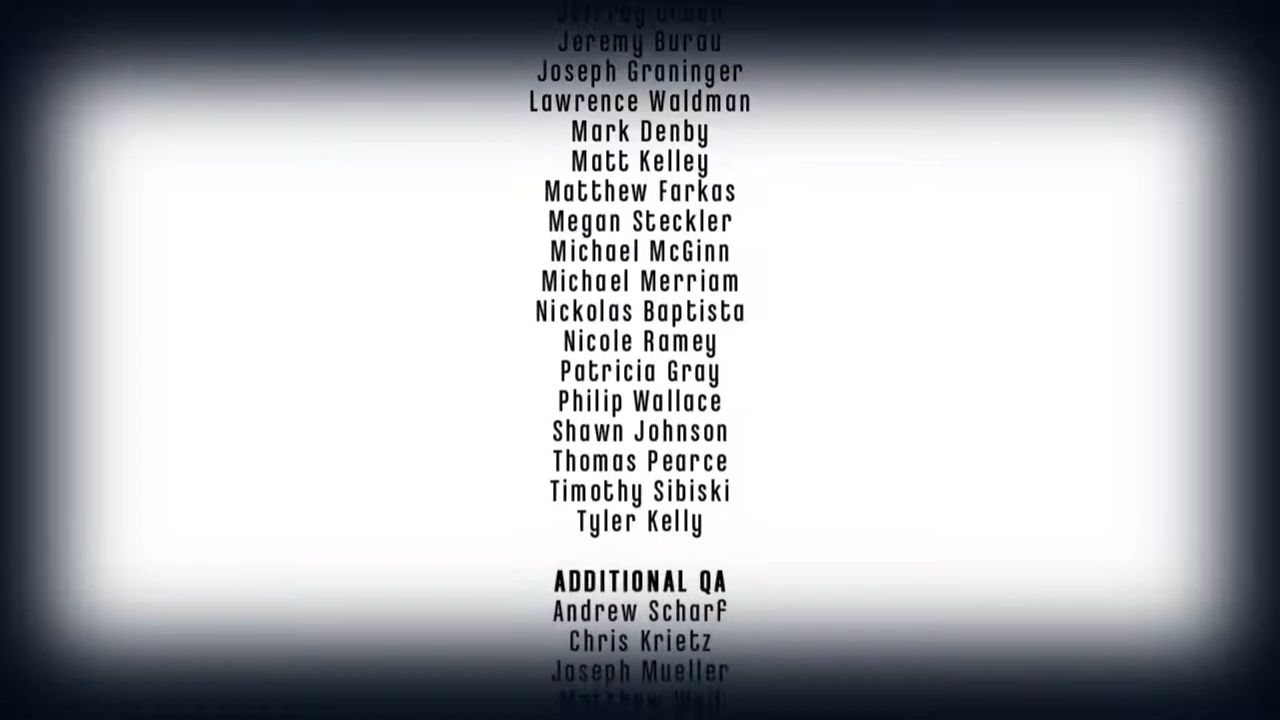 Jeremy Burau
Joseph Graninger
Lawrence Waldman
Mark Denby
Matt Kelley
Matthew Farkas
Megan Steckler
Michael McGinn
Michael Merriam
Nickolas Baptista
Nicole Ramey
Patricia Gray
Philip Wallace
Shawn Johnson
Thomas Pearce
Timothy Sibiski
Tyler Kelly
ADDITIONAL QA
Andrew Scharf
Chris Krietz
Joseph Mueller